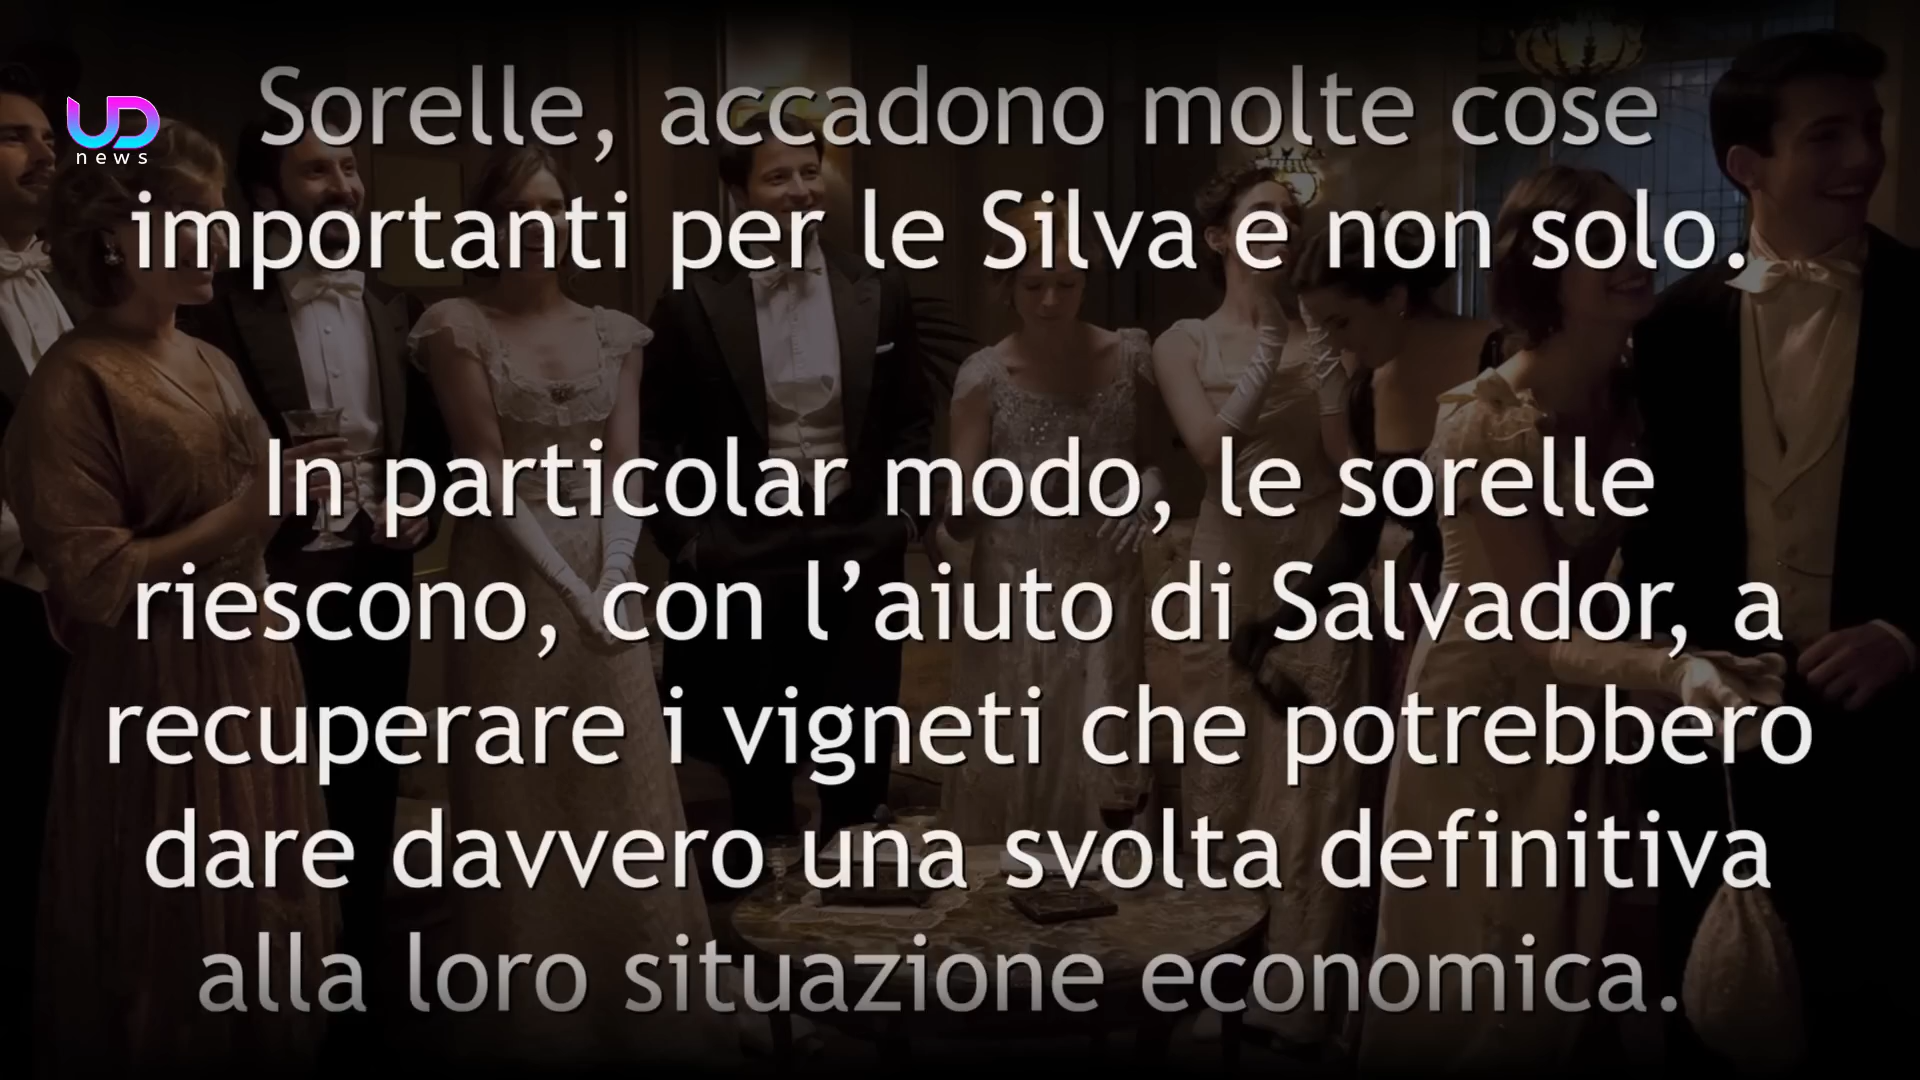 UD
news
Sorelle, accadono molte cose
importanti per le Silva e non solo.
In particolar modo, le sorelle
riescono, con l’aiuto di Salvador, a
recuperare i vigneti che potrebbero
dare davvero una svolta definitiva
alla loro situazione economica.